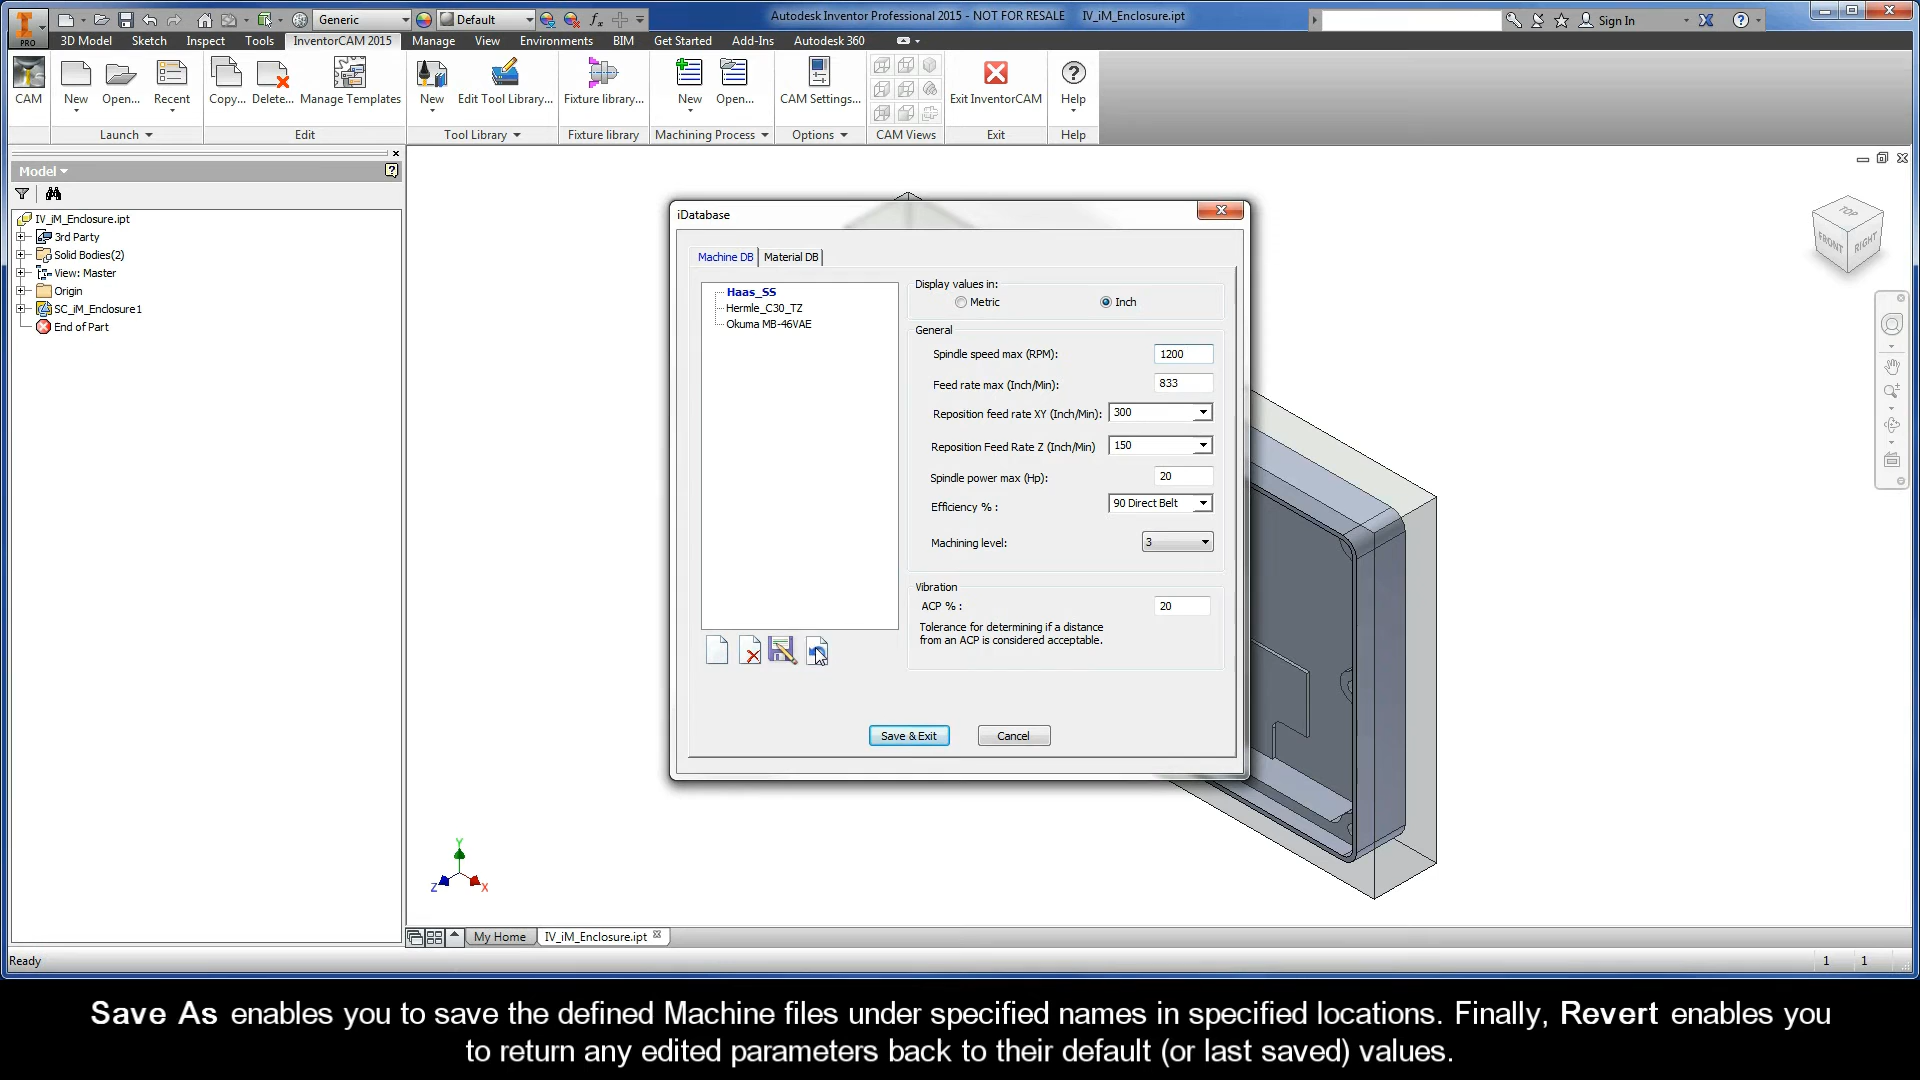 Generic
Default
Autodesk Inventor Professional 2015 - NOT FOR RESALE IV_iM_Enclosure.ipt
Sign In
PRO
3D Model Sketch Inspect Tools InventorCAM 2015 Manage View Environments BIM Get Started Add-Ins Autodesk 360
CAM New Open... Recent Copy... Delete... Manage Templates New Edit Tool Library... Fixture library... New Open... CAM Settings... Exit InventorCAM Help
Launch Edit Tool Library Fixture library Machining Process Options CAM Views Exit Help
Model
IV_iM_Enclosure.ipt
3rd Party
Solid Bodies(2)
View: Master
Origin
SC_iM_Enclosure1
End of Part
iDatabase
Machine DB Material DB
Haas_SS
Hermle_C30_TZ
Okuma MB-46VAE
Display values in:
Metric Inch
General
Spindle speed max (RPM): 1200
Feed rate max (Inch/Min): 833
Reposition feed rate XY (Inch/Min): 300
Reposition Feed Rate Z (Inch/Min) 150
Spindle power max (Hp): 20
Efficiency % : 90 Direct Belt
Machining level: 3
Vibration
ACP % : 20
Tolerance for determining if a distance
from an ACP is considered acceptable.
Save & Exit Cancel
TOP
FRONT RIGHT
Y
Z X
My Home IV_iM_Enclosure.ipt
Ready 1 1
Save As enables you to save the defined Machine files under specified names in specified locations. Finally, Revert enables you
to return any edited parameters back to their default (or last saved) values.